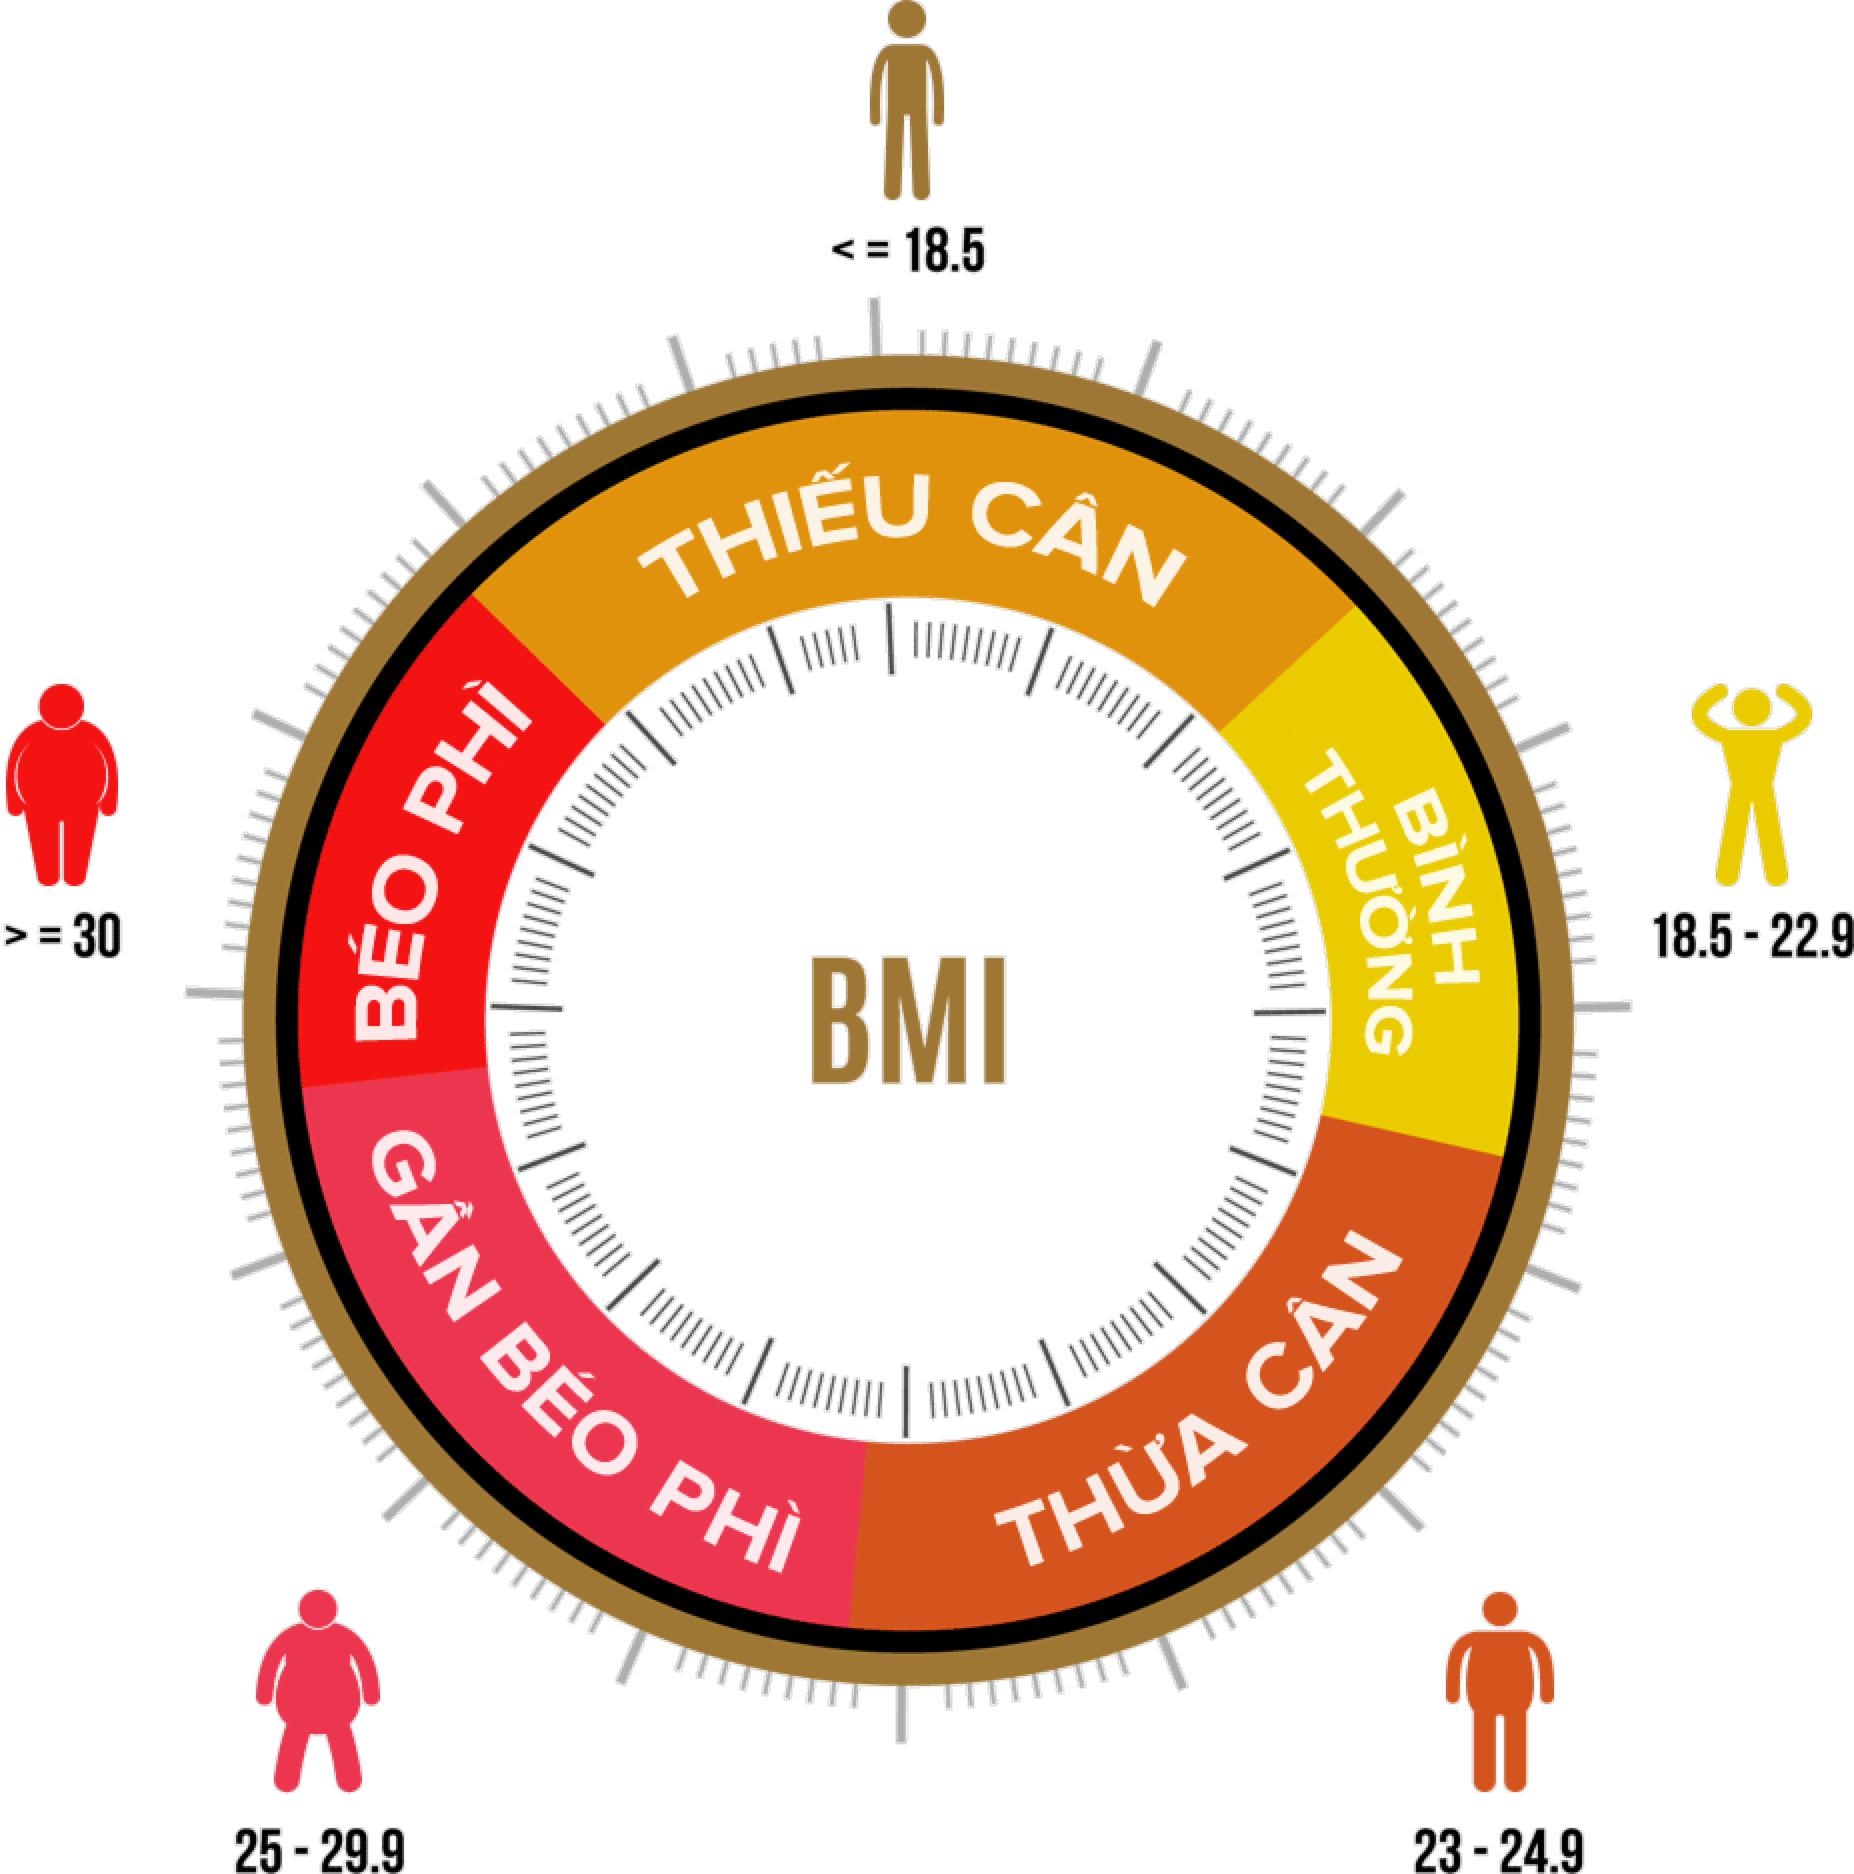 < = 18.5
THIẾU CÂN
BÌNH
THƯỜNG
18.5 - 22.9
THỪA CÂN
23 - 24.9
GẦN BÉO PHÌ
25 - 29.9
BÉO PHÌ
> = 30
BMI